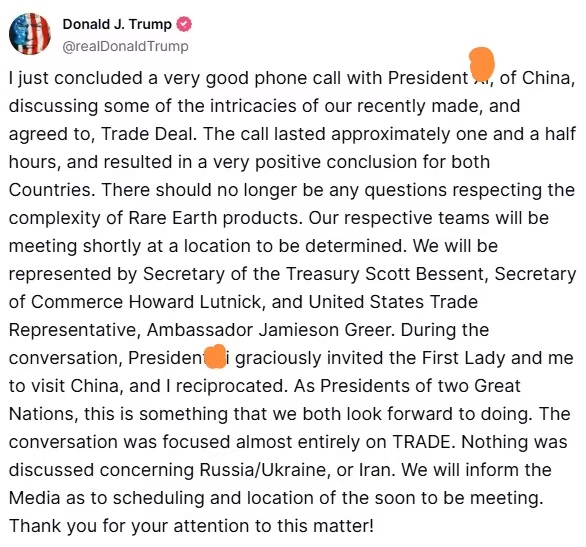 Donald J. Trump
@realDonaldTrump
I just concluded a very good phone call with President , of China,
discussing some of the intricacies of our recently made, and
agreed to, Trade Deal. The call lasted approximately one and a half
hours, and resulted in a very positive conclusion for both
Countries. There should no longer be any questions respecting the
complexity of Rare Earth products. Our respective teams will be
meeting shortly at a location to be determined. We will be
represented by Secretary of the Treasury Scott Bessent, Secretary
of Commerce Howard Lutnick, and United States Trade
Representative, Ambassador Jamieson Greer. During the
conversation, President graciously invited the First Lady and me
to visit China, and I reciprocated. As Presidents of two Great
Nations, this is something that we both look forward to doing. The
conversation was focused almost entirely on TRADE. Nothing was
discussed concerning Russia/Ukraine, or Iran. We will inform the
Media as to scheduling and location of the soon to be meeting.
Thank you for your attention to this matter!